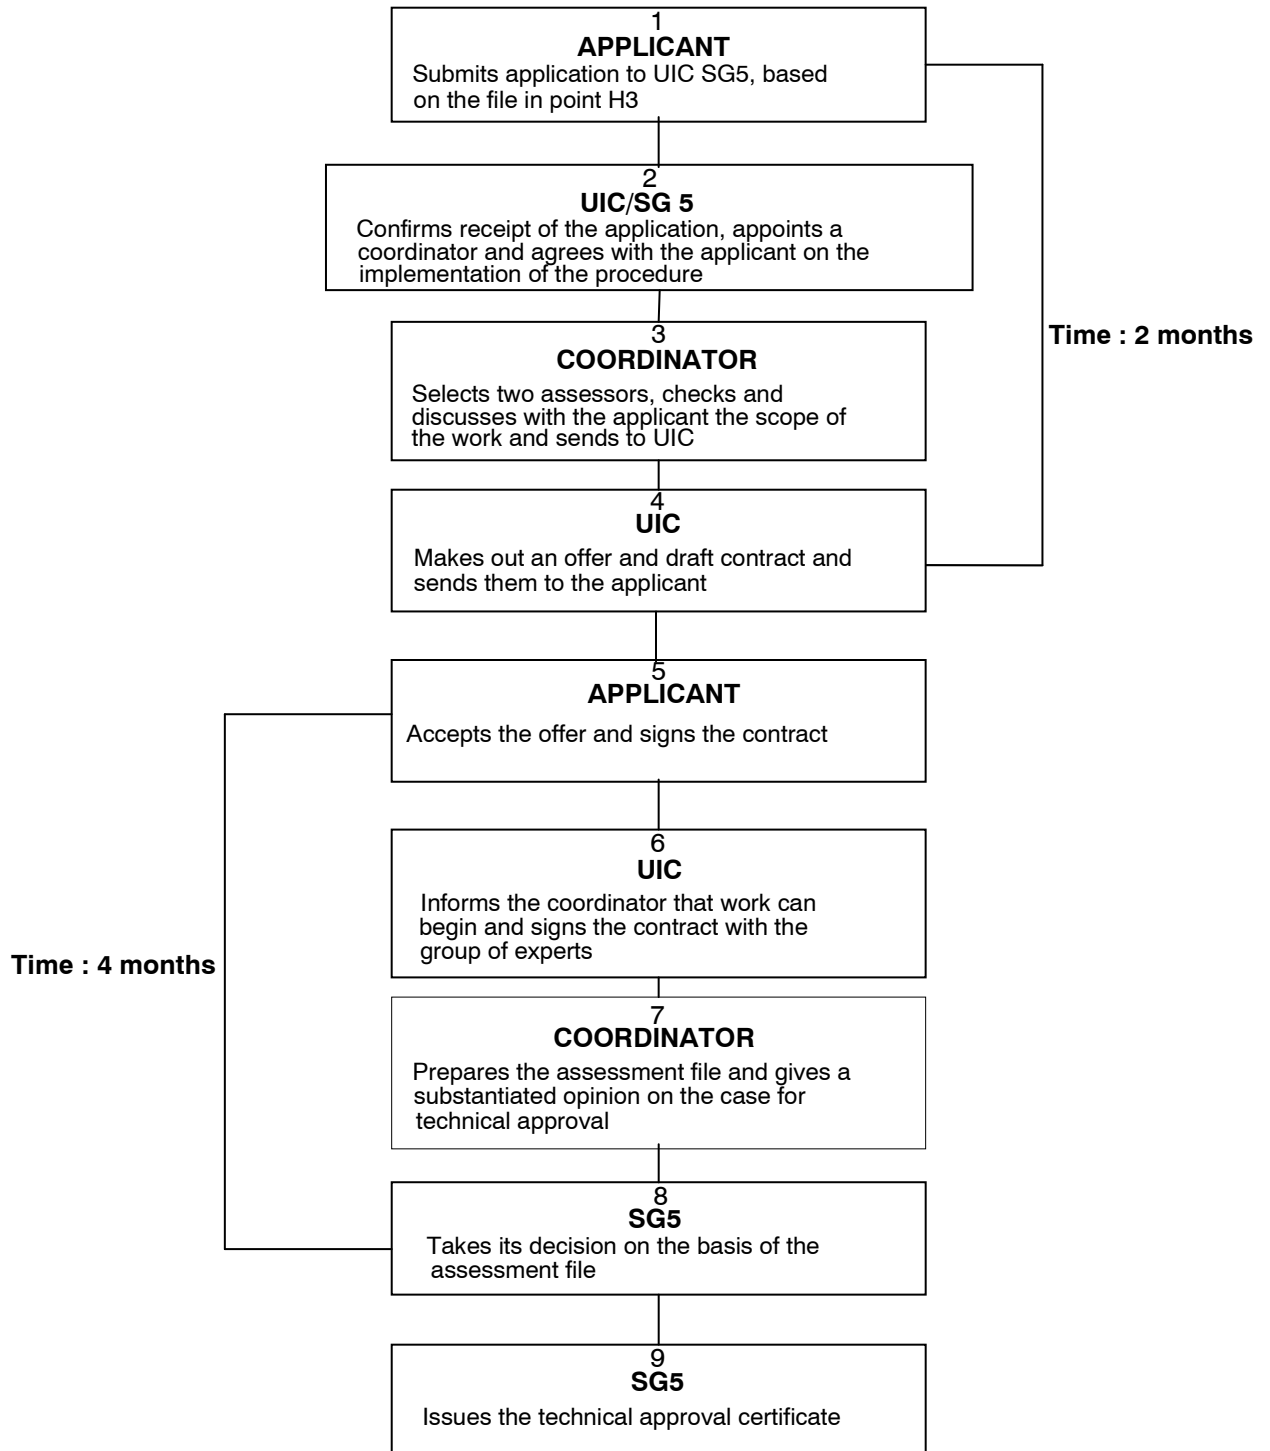 1
APPLICANT
Submits application to UIC SG5, based
on the file in point H3
2
UIC/SG 5
Confirms receipt of the application, appoints a
coordinator and agrees with the applicant on the
implementation of the procedure
3
COORDINATOR
Selects two assessors, checks and
discusses with the applicant the scope of
the work and sends to UIC
Time : 2 months
4
UIC
Makes out an offer and draft contract and
sends them to the applicant
5
APPLICANT
Accepts the offer and signs the contract
6
UIC
Informs the coordinator that work can
begin and signs the contract with the
group of experts
Time : 4 months
7
COORDINATOR
Prepares the assessment file and gives a
substantiated opinion on the case for
technical approval
8
SG5
Takes its decision on the basis of the
assessment file
9
SG5
Issues the technical approval certificate